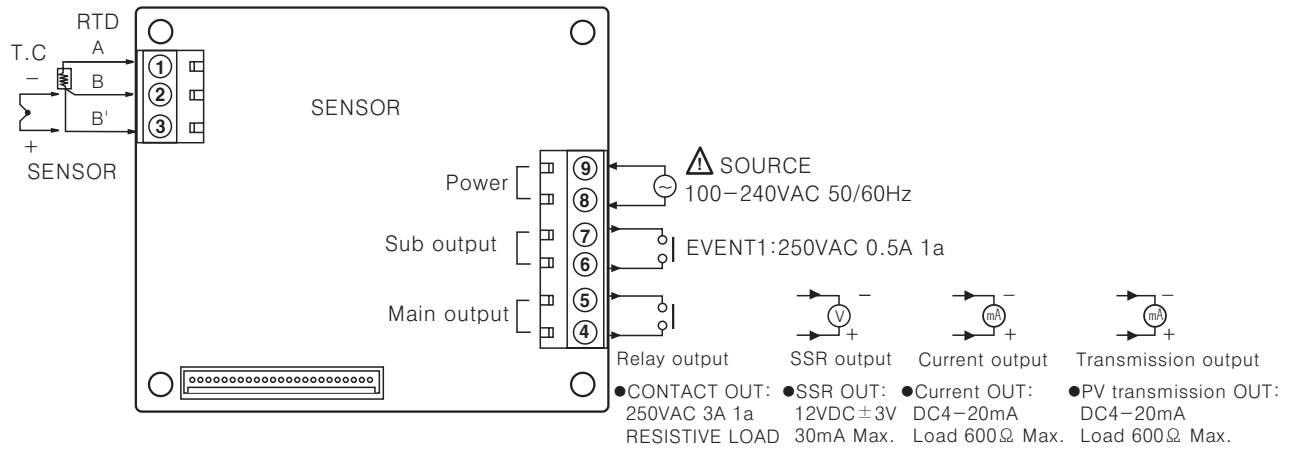 RTD
T.C
A
−
B
B'
+
SENSOR
1
2
3
SENSOR
Power
Sub output
Main output
9
8
7
6
5
4
⚠ SOURCE
100−240VAC 50/60Hz
~
EVENT1:250VAC 0.5A 1a
Relay output
●CONTACT OUT:
250VAC 3A 1a
RESISTIVE LOAD
−
V
+
SSR output
●SSR OUT:
12VDC±3V
30mA Max.
−
mA
+
Current output
●Current OUT:
DC4−20mA
Load 600Ω Max.
−
mA
+
Transmission output
●PV transmission OUT:
DC4−20mA
Load 600Ω Max.